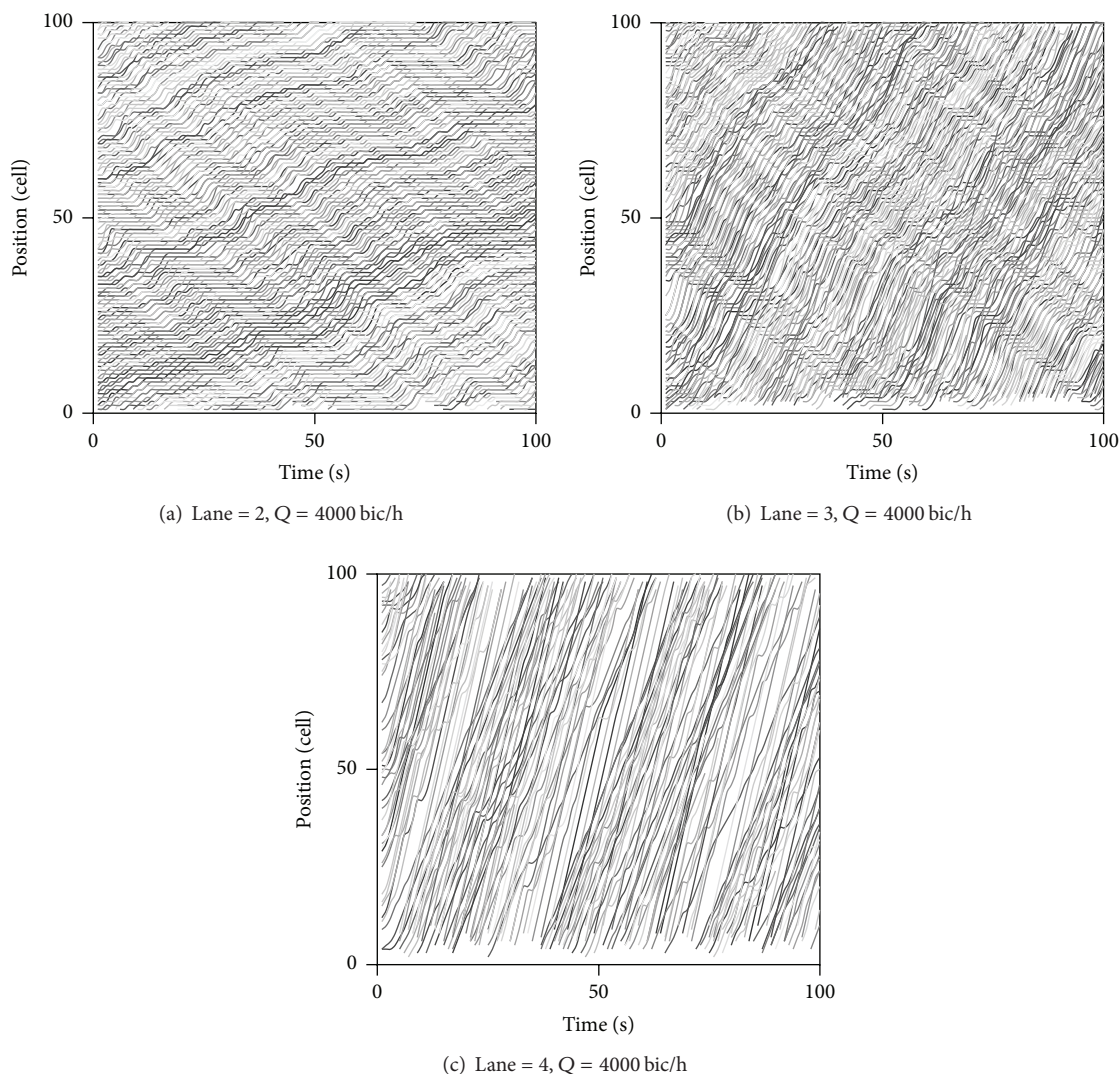 100
50
0
Position (cell)
0
50
100
Time (s)
(a) Lane = 2, Q = 4000 bic/h
100
50
0
Position (cell)
0
50
100
Time (s)
(b) Lane = 3, Q = 4000 bic/h
100
50
0
Position (cell)
0
50
100
Time (s)
(c) Lane = 4, Q = 4000 bic/h